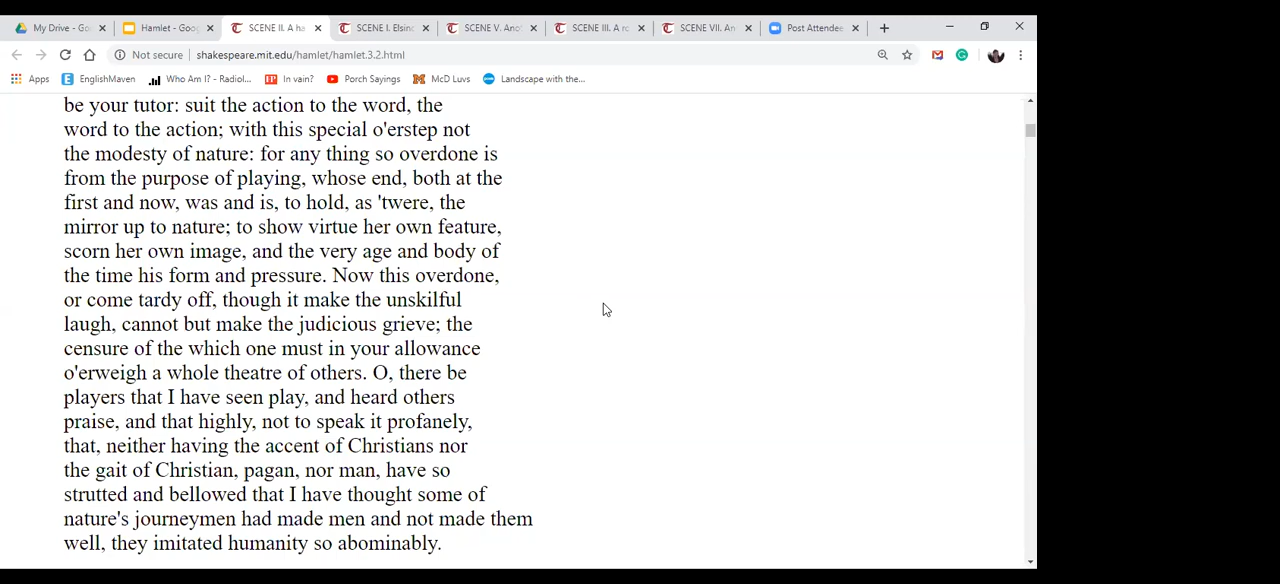 My Drive - Go
Hamlet - Goog
SCENE II. A ha
SCENE I. Elsin
SCENE V. Ano
SCENE III. A ro
SCENE VII. An
Post Attendee
Not secure
shakespeare.mit.edu/hamlet/hamlet.3.2.html
Apps
EnglishMaven
Who Am I? - Radiol...
In vain?
Porch Sayings
McD Luvs
Landscape with the...
be your tutor: suit the action to the word, the
word to the action; with this special o'erstep not
the modesty of nature: for any thing so overdone is
from the purpose of playing, whose end, both at the
first and now, was and is, to hold, as 'twere, the
mirror up to nature; to show virtue her own feature,
scorn her own image, and the very age and body of
the time his form and pressure. Now this overdone,
or come tardy off, though it make the unskilful
laugh, cannot but make the judicious grieve; the
censure of the which one must in your allowance
o'erweigh a whole theatre of others. O, there be
players that I have seen play, and heard others
praise, and that highly, not to speak it profanely,
that, neither having the accent of Christians nor
the gait of Christian, pagan, nor man, have so
strutted and bellowed that I have thought some of
nature's journeymen had made men and not made them
well, they imitated humanity so abominably.